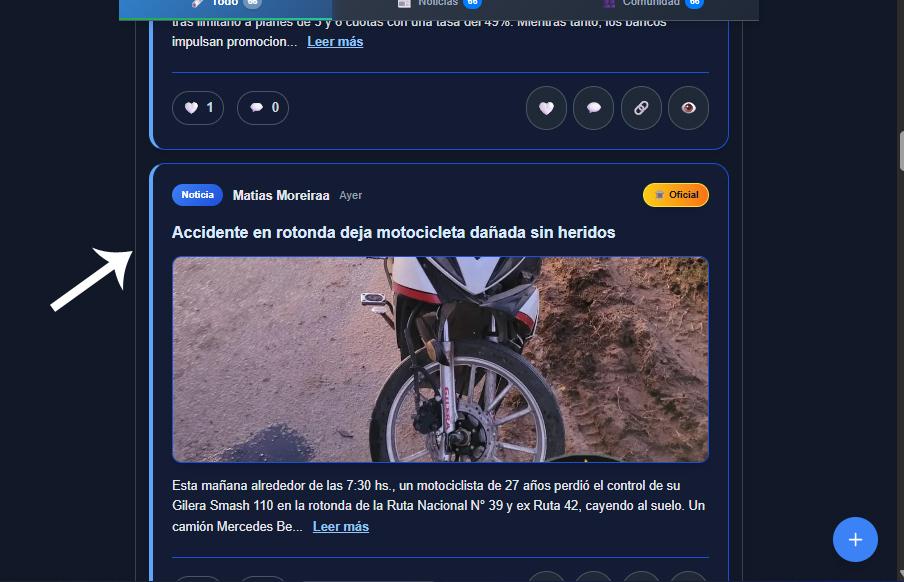 Todo 66 Noticias 66 Comunidad 66
tras limitarlo a planes de 3 y 6 cuotas con una tasa del 49%. Mientras tanto, los bancos
impulsan promocion... Leer más
1 0
Noticia Matias Moreiraa Ayer Oficial
Accidente en rotonda deja motocicleta dañada sin heridos
GILERA
Esta mañana alrededor de las 7:30 hs., un motociclista de 27 años perdió el control de su
Gilera Smash 110 en la rotonda de la Ruta Nacional N° 39 y ex Ruta 42, cayendo al suelo. Un
camión Mercedes Be... Leer más
+